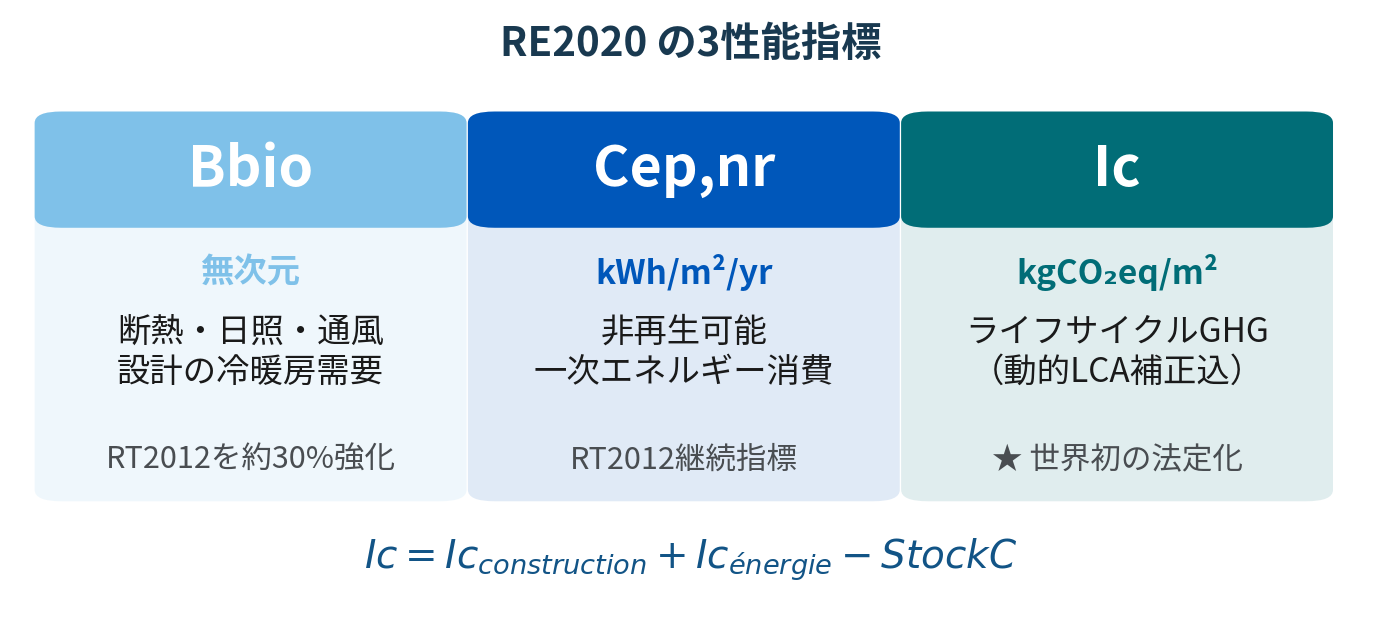 RE2020 の3性能指標
Bbio
無次元
断熱・日照・通風
設計の冷暖房需要
RT2012を約30%強化
Cep,nr
kWh/m²/yr
非再生可能
一次エネルギー消費
RT2012継続指標
Ic
kgCO₂eq/m²
ライフサイクルGHG
（動的LCA補正込）
★ 世界初の法定化
Ic = Ic_construction + Ic_énergie − StockC